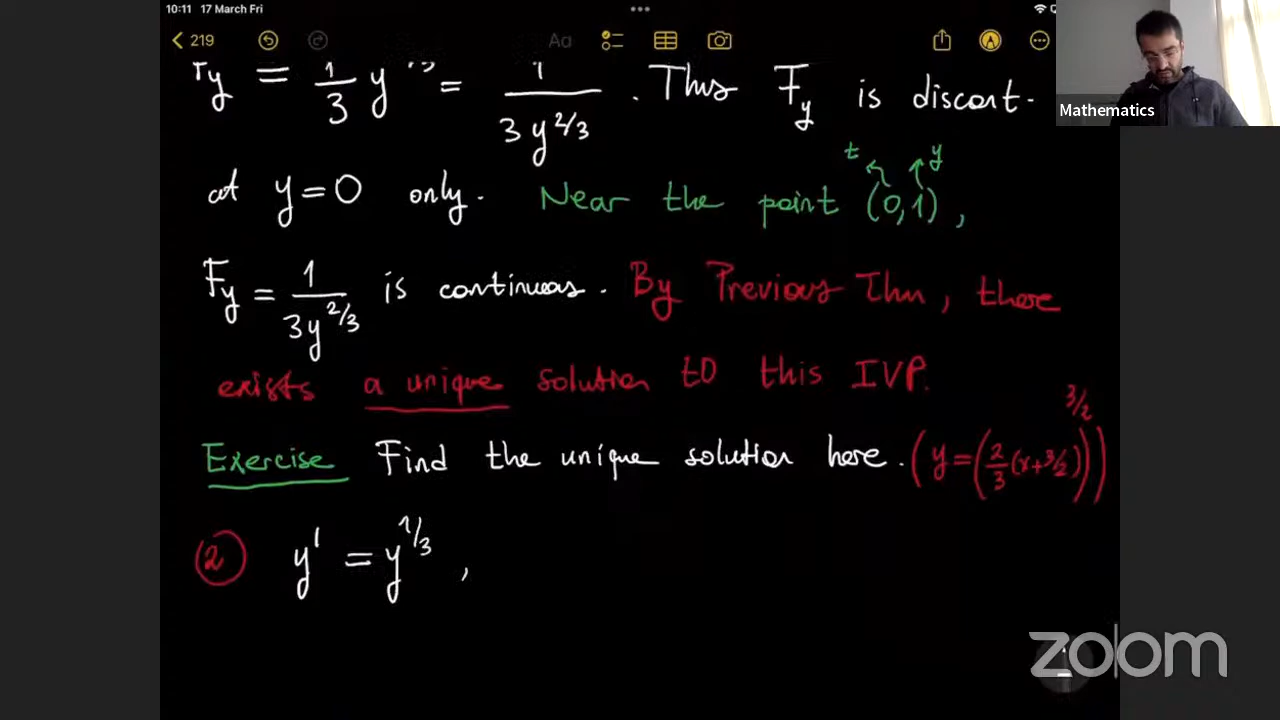 10:11 17 March Fri
219
Aa
Mathematics
Fy = 1/3 y = 1/(3y^2/3). Thus Fy is discont.
at y=0 only. Near the point (0,1),
t y
Fy = 1/(3y^2/3) is continuous. By Previous Thm, there
exists a unique solution to this IVP.
Exercise Find the unique solution here. (y=(2/3(x+3/2))^3/2)
2 y' = y^1/3,
zoom